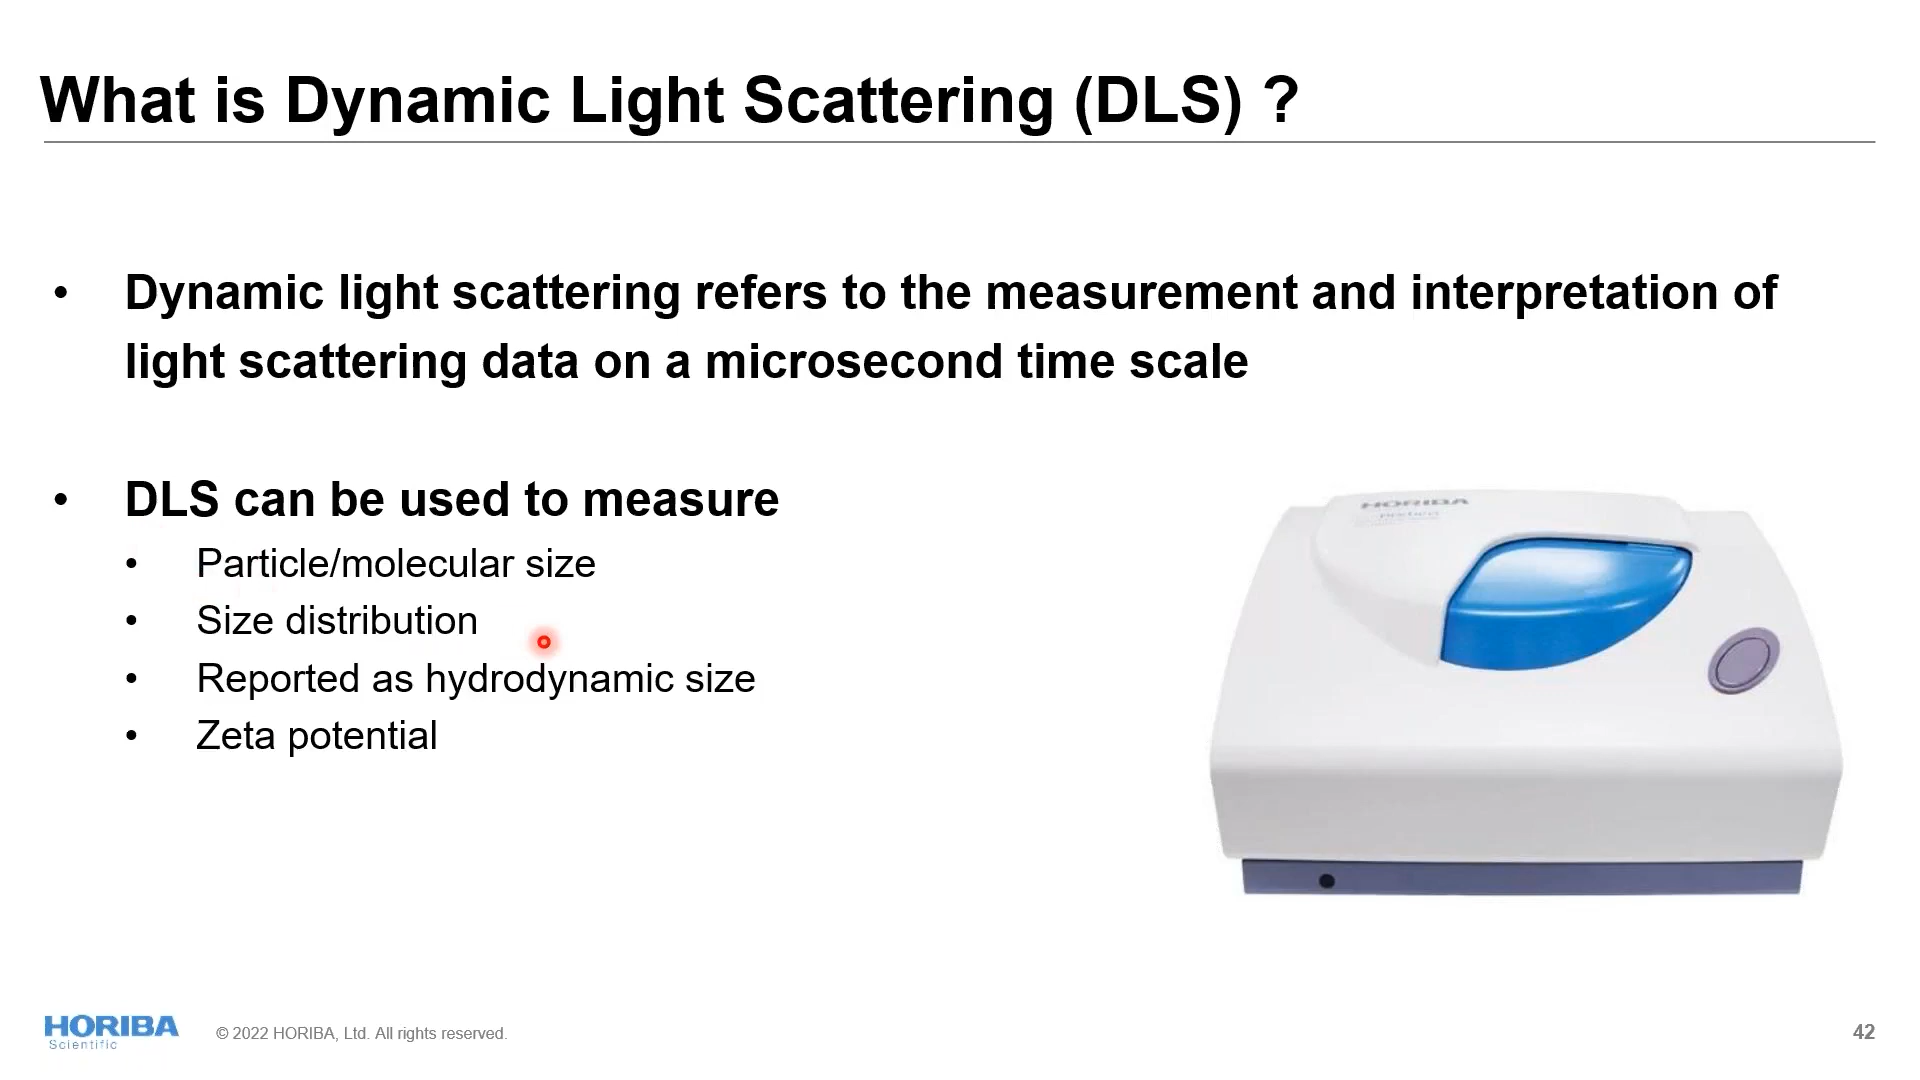 What is Dynamic Light Scattering (DLS) ?
• Dynamic light scattering refers to the measurement and interpretation of
light scattering data on a microsecond time scale
• DLS can be used to measure
• Particle/molecular size
• Size distribution
• Reported as hydrodynamic size
• Zeta potential
HORIBA
HORIBA
Scientific
© 2022 HORIBA, Ltd. All rights reserved.
42